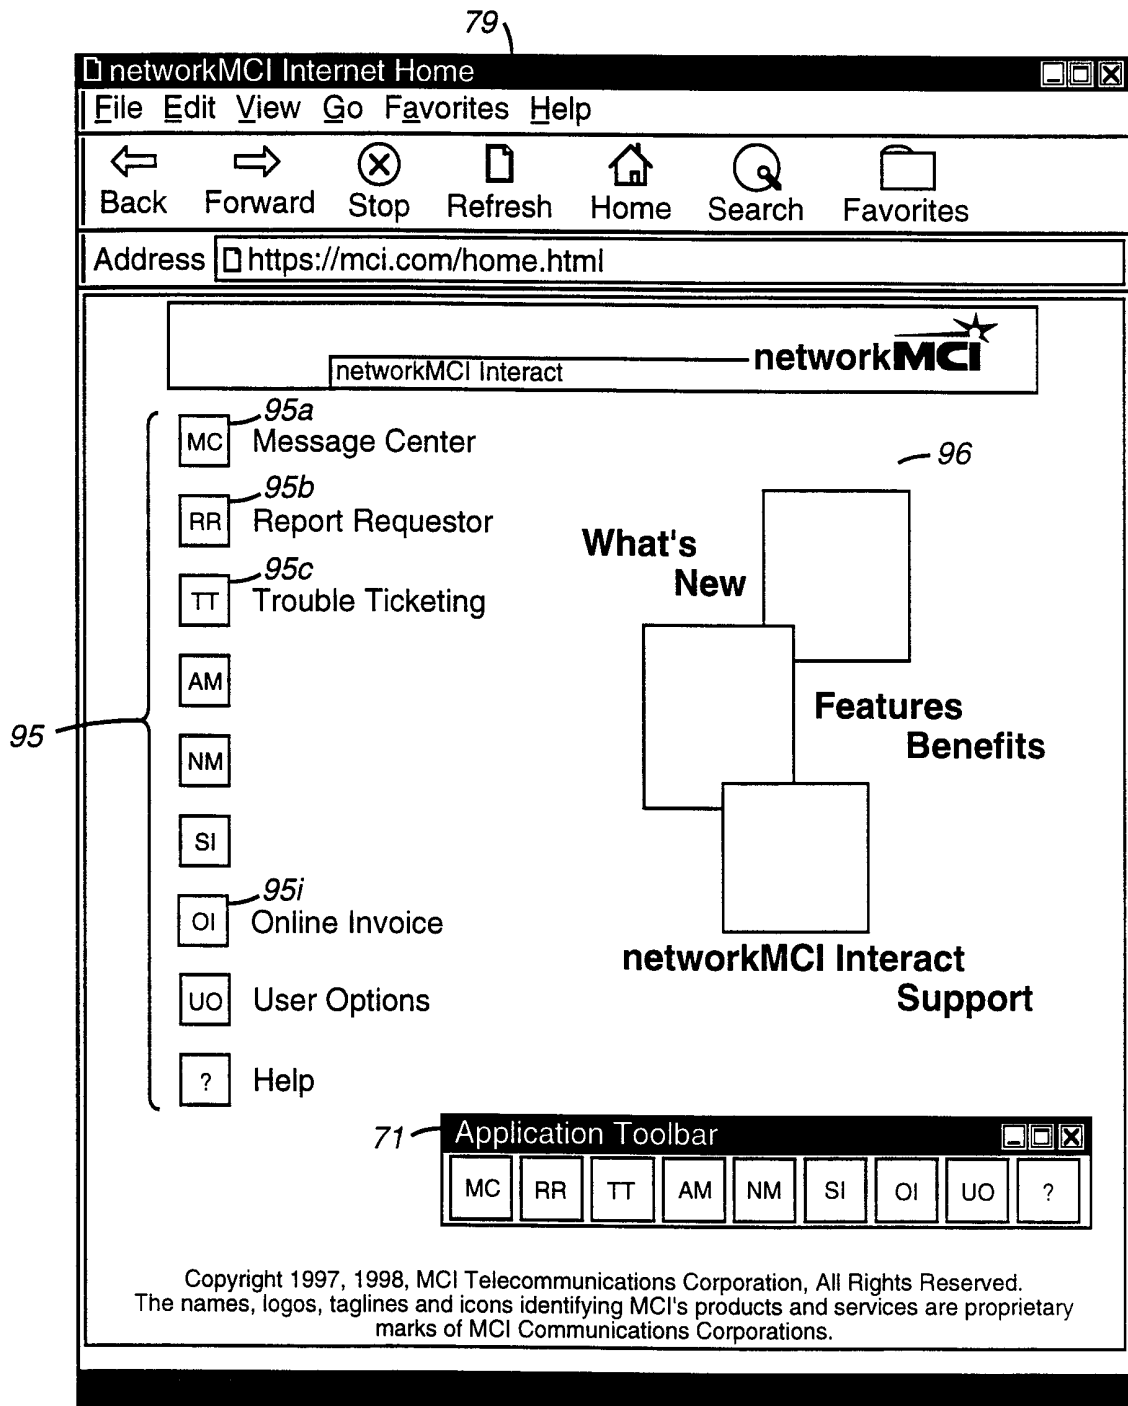 79
networkMCI Internet Home
File Edit View Go Favorites Help
Back Forward Stop Refresh Home Search Favorites
Address https://mci.com/home.html
networkMCI Interact
networkMCI
95
MC 95a Message Center
RR 95b Report Requestor
TT 95c Trouble Ticketing
AM
NM
SI
OI 95i Online Invoice
UO User Options
? Help
96
What's
New
Features
Benefits
networkMCI Interact
Support
71
Application Toolbar
MC RR TT AM NM SI OI UO ?
Copyright 1997, 1998, MCI Telecommunications Corporation, All Rights Reserved.
The names, logos, taglines and icons identifying MCI's products and services are proprietary
marks of MCI Communications Corporations.